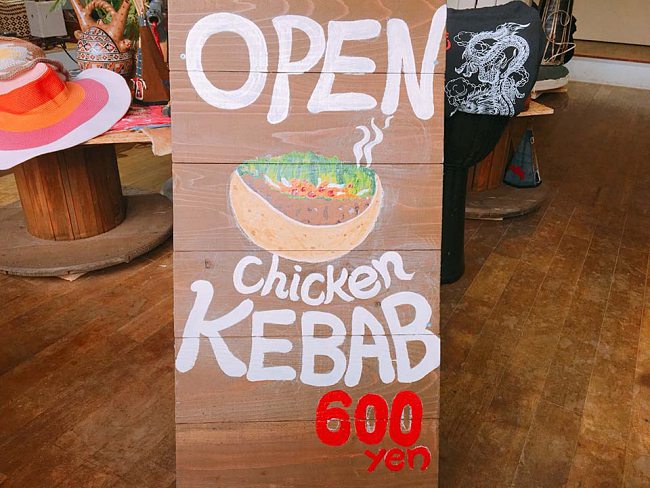 OPEN
Chicken
KEBAB
600
yen